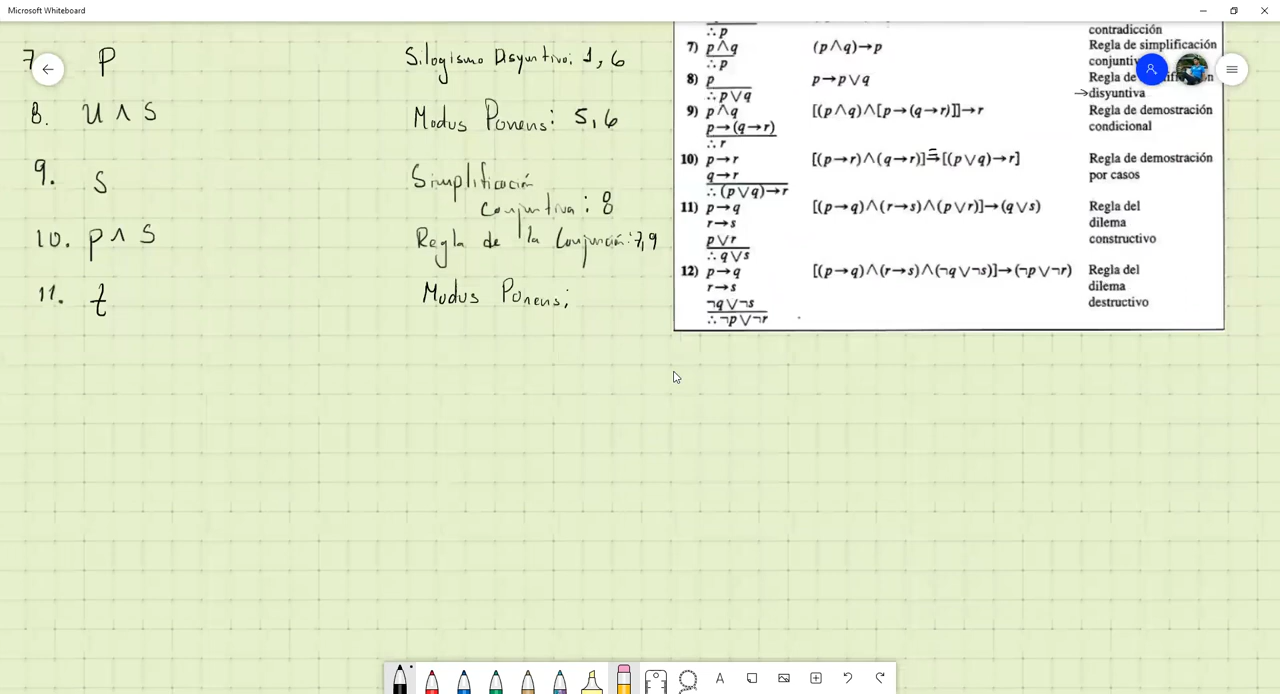 Microsoft Whiteboard
7
P
Silogismo Disyuntivo: 1, 6
8. U ∧ S
Modus Ponens: 5, 6
9. S
Simplificación
Conjuntiva: 8
10. p ∧ S
Regla de la Conjunción: 7, 9
11. t
Modus Ponens:
∴ p
contradicción
7) p∧q (p∧q)→p Regla de simplificación
∴ p
8) p p→p∨q Regla de
∴ p∨q →disyuntiva
9) p∧q [(p∧q)∧[p→(q→r)]]→r Regla de demostración
p→(q→r) condicional
∴ r
10) p→r [(p→r)∧(q→r)]→[(p∨q)→r] Regla de demostración
q→r por casos
∴ (p∨q)→r
11) p→q [(p→q)∧(r→s)∧(p∨r)]→(q∨s) Regla del
r→s dilema
p∨r constructivo
∴ q∨s
12) p→q [(p→q)∧(r→s)∧(¬q∨¬s)]→(¬p∨¬r) Regla del
r→s dilema
¬q∨¬s destructivo
∴ ¬p∨¬r
A